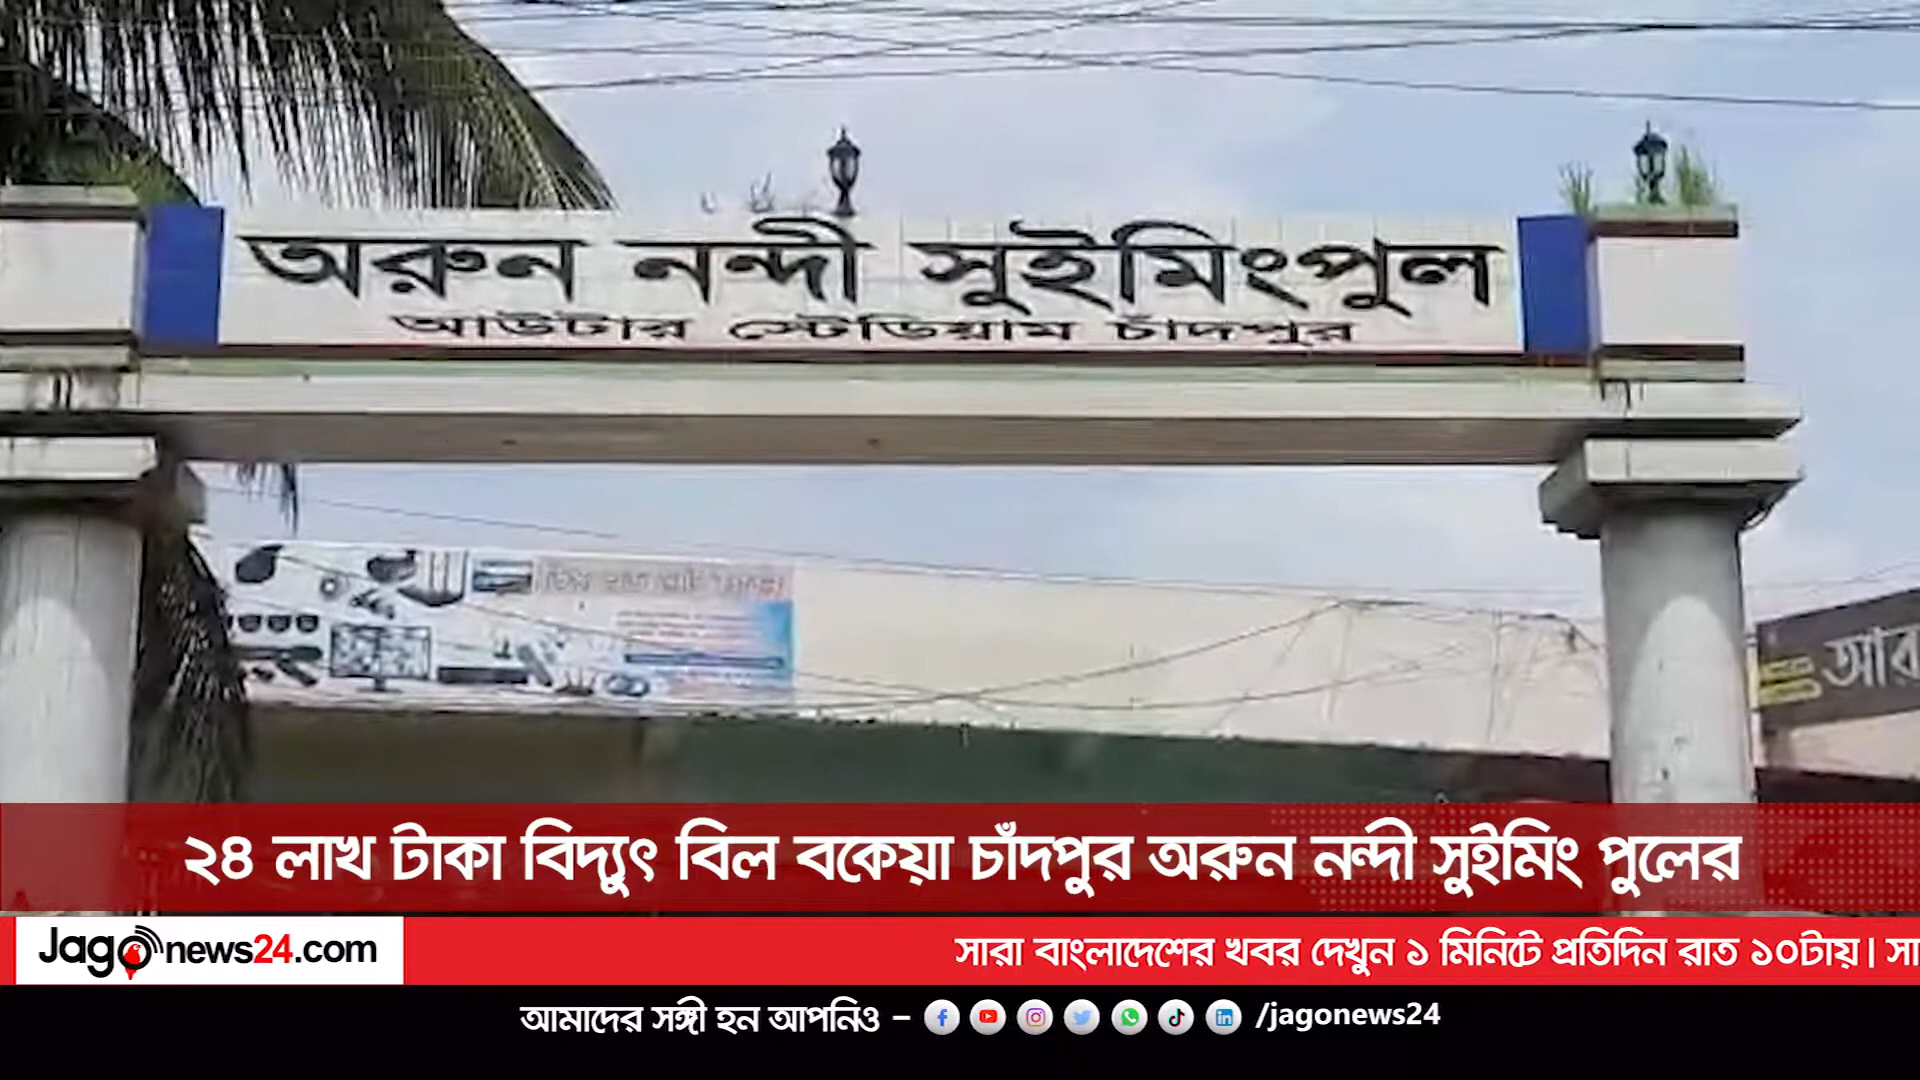 অরুন নন্দী সুইমিংপুল
আউটার স্টেডিয়াম চাঁদপুর
আর
২৪ লাখ টাকা বিদ্যুৎ বিল বকেয়া চাঁদপুর অরুন নন্দী সুইমিং পুলের
Jagonews24.com
সারা বাংলাদেশের খবর দেখুন ১ মিনিটে প্রতিদিন রাত ১০টায়। সা
আমাদের সঙ্গী হন আপনিও – /jagonews24